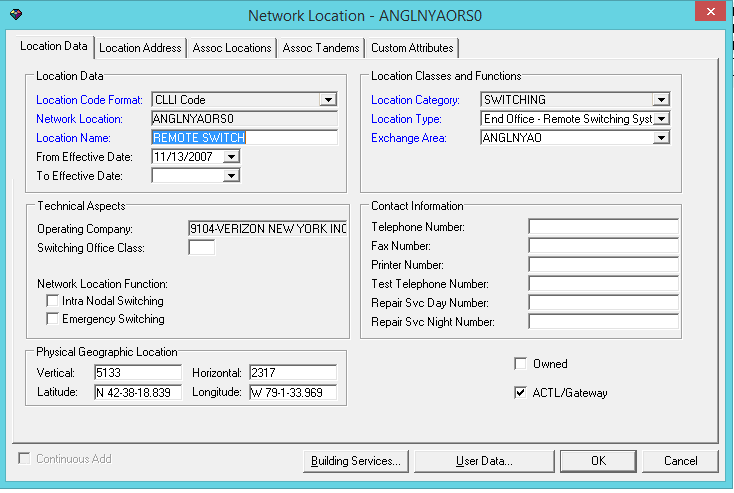 Network Location - ANGLNYAORS0
Location Data
Location Address
Assoc Locations
Assoc Tandems
Custom Attributes
Location Data
Location Code Format: CLLI Code
Network Location: ANGLNYAORS0
Location Name: REMOTE SWITCH
From Effective Date: 11/13/2007
To Effective Date:
Location Classes and Functions
Location Category: SWITCHING
Location Type: End Office - Remote Switching Syst
Exchange Area: ANGLNYAO
Technical Aspects
Operating Company: 9104-VERIZON NEW YORK INC
Switching Office Class:
Network Location Function:
Intra Nodal Switching
Emergency Switching
Contact Information
Telephone Number:
Fax Number:
Printer Number:
Test Telephone Number:
Repair Svc Day Number:
Repair Svc Night Number:
Physical Geographic Location
Vertical: 5133 Horizontal: 2317
Latitude: N 42-38-18.839 Longitude: W 79-1-33.969
Owned
ACTL/Gateway
Continuous Add
Building Services...
User Data...
OK
Cancel